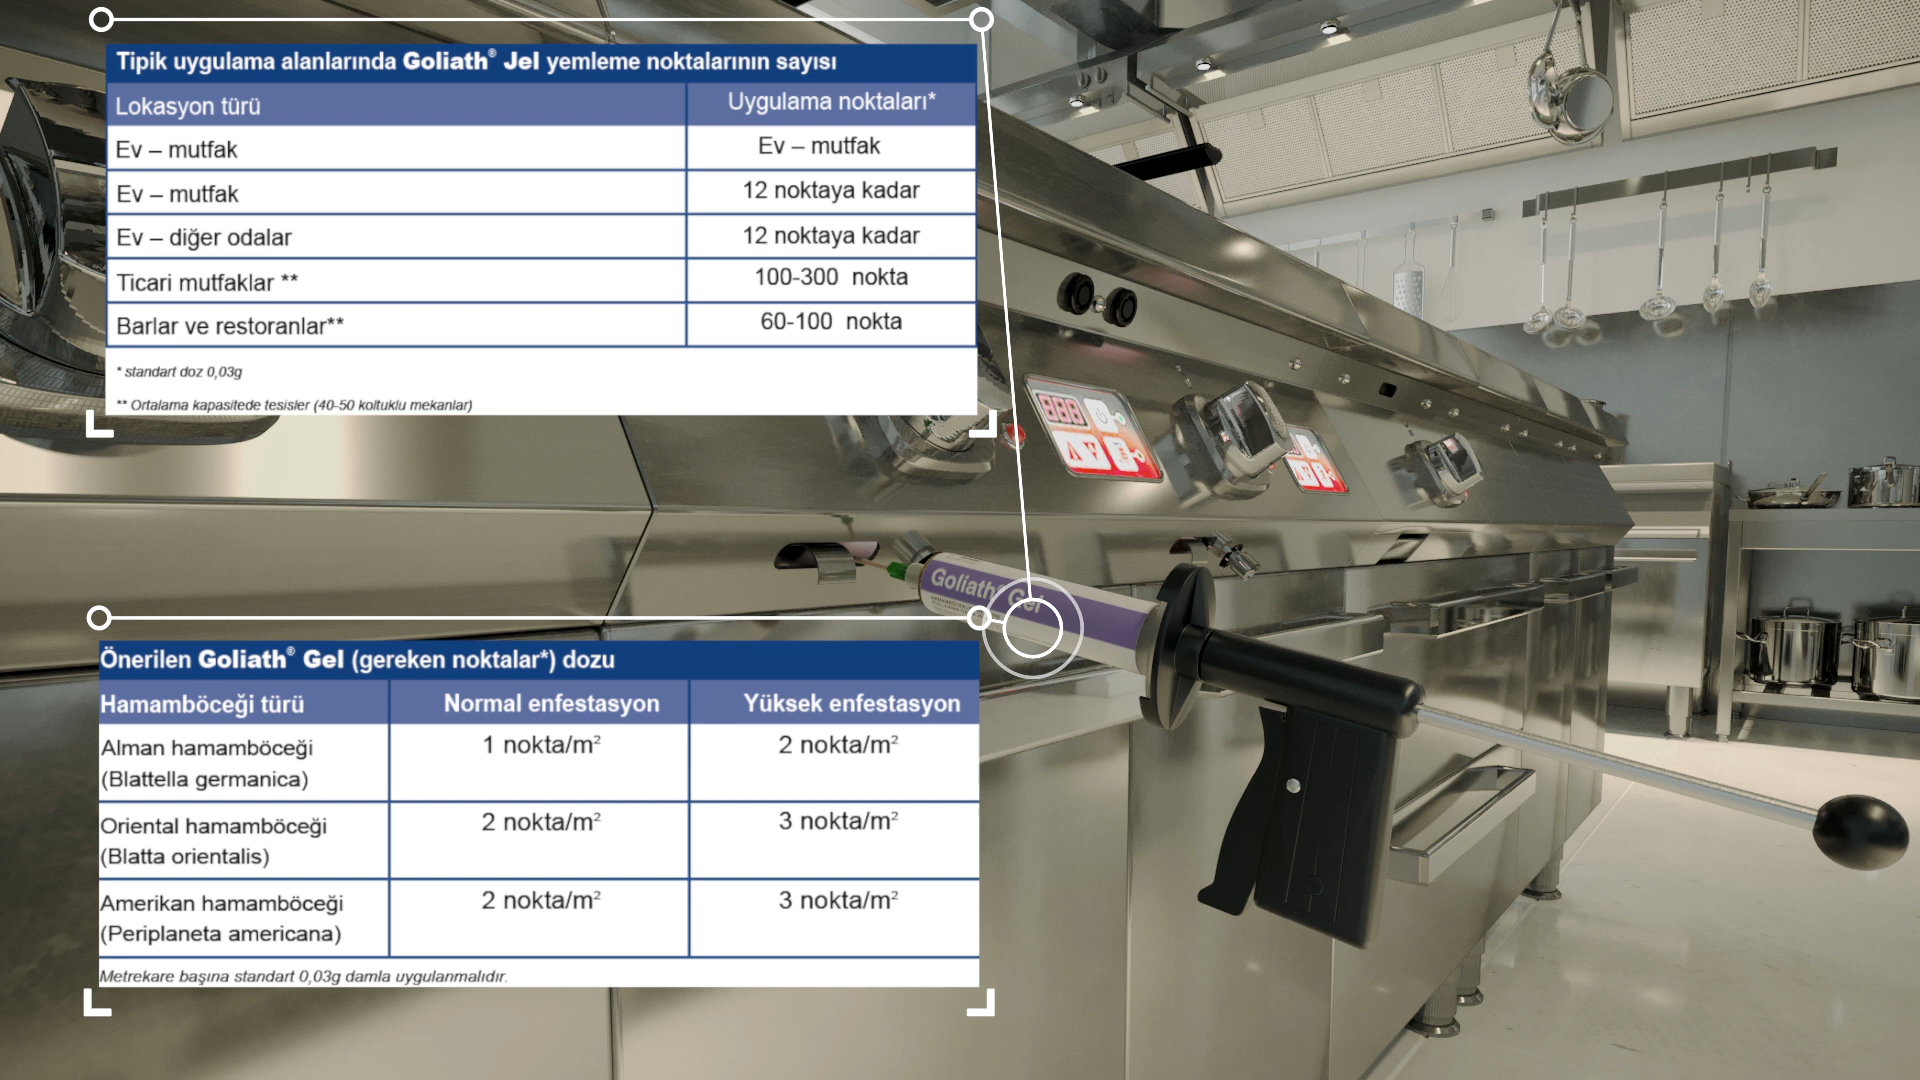 Tipik uygulama alanlarında Goliath® Jel yemleme noktalarının sayısı
Lokasyon türü Uygulama noktaları*
Ev – mutfak Ev – mutfak
Ev – mutfak 12 noktaya kadar
Ev – diğer odalar 12 noktaya kadar
Ticari mutfaklar ** 100-300 nokta
Barlar ve restoranlar** 60-100 nokta
* standart doz 0,03g
** Ortalama kapasitede tesisler (40-50 koltuklu mekanlar)
Goliath® Gel
Önerilen Goliath® Gel (gereken noktalar*) dozu
Hamamböceği türü Normal enfestasyon Yüksek enfestasyon
Alman hamamböceği 1 nokta/m² 2 nokta/m²
(Blattella germanica)
Oriental hamamböceği 2 nokta/m² 3 nokta/m²
(Blatta orientalis)
Amerikan hamamböceği 2 nokta/m² 3 nokta/m²
(Periplaneta americana)
Metrekare başına standart 0,03g damla uygulanmalıdır.